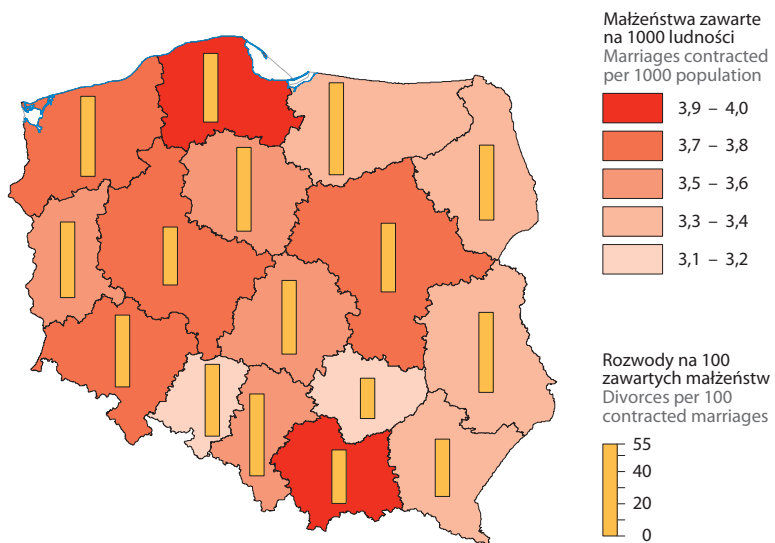 Małżeństwa zawarte
na 1000 ludności
Marriages contracted
per 1000 population
3,9 – 4,0
3,7 – 3,8
3,5 – 3,6
3,3 – 3,4
3,1 – 3,2
Rozwody na 100
zawartych małżeństw
Divorces per 100
contracted marriages
55
40
20
0